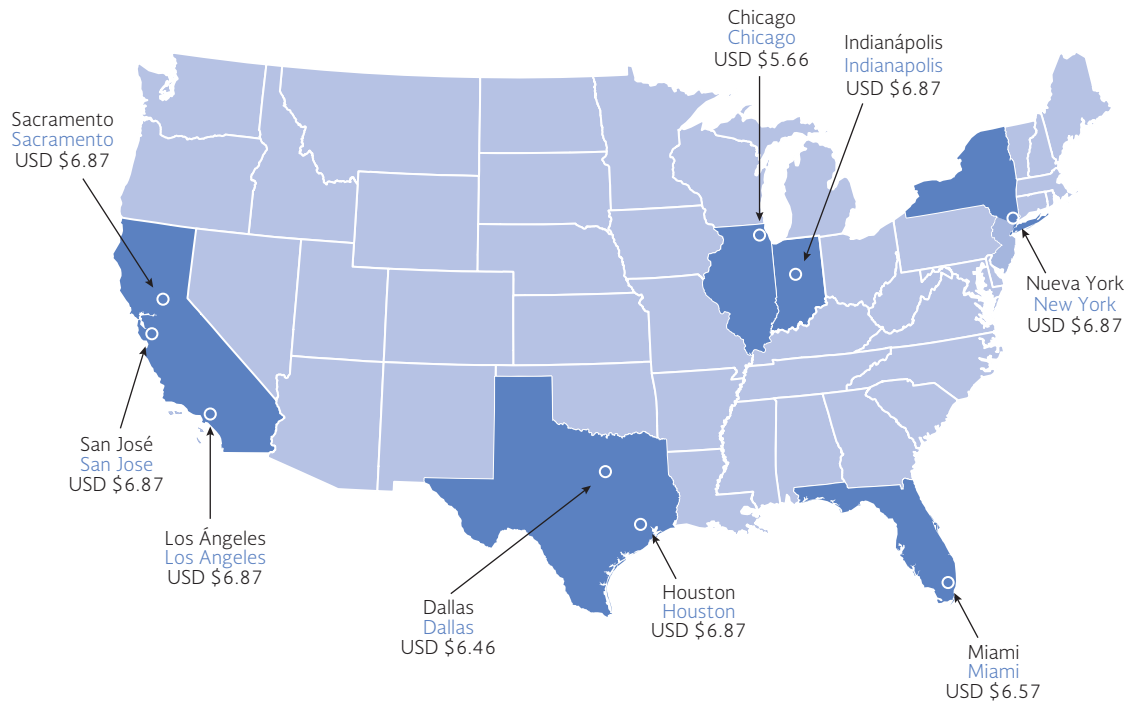 Chicago
Chicago
USD $5.66
Indianápolis
Indianapolis
USD $6.87
Sacramento
Sacramento
USD $6.87
Nueva York
New York
USD $6.87
San José
San Jose
USD $6.87
Los Ángeles
Los Angeles
USD $6.87
Dallas
Dallas
USD $6.46
Houston
Houston
USD $6.87
Miami
Miami
USD $6.57